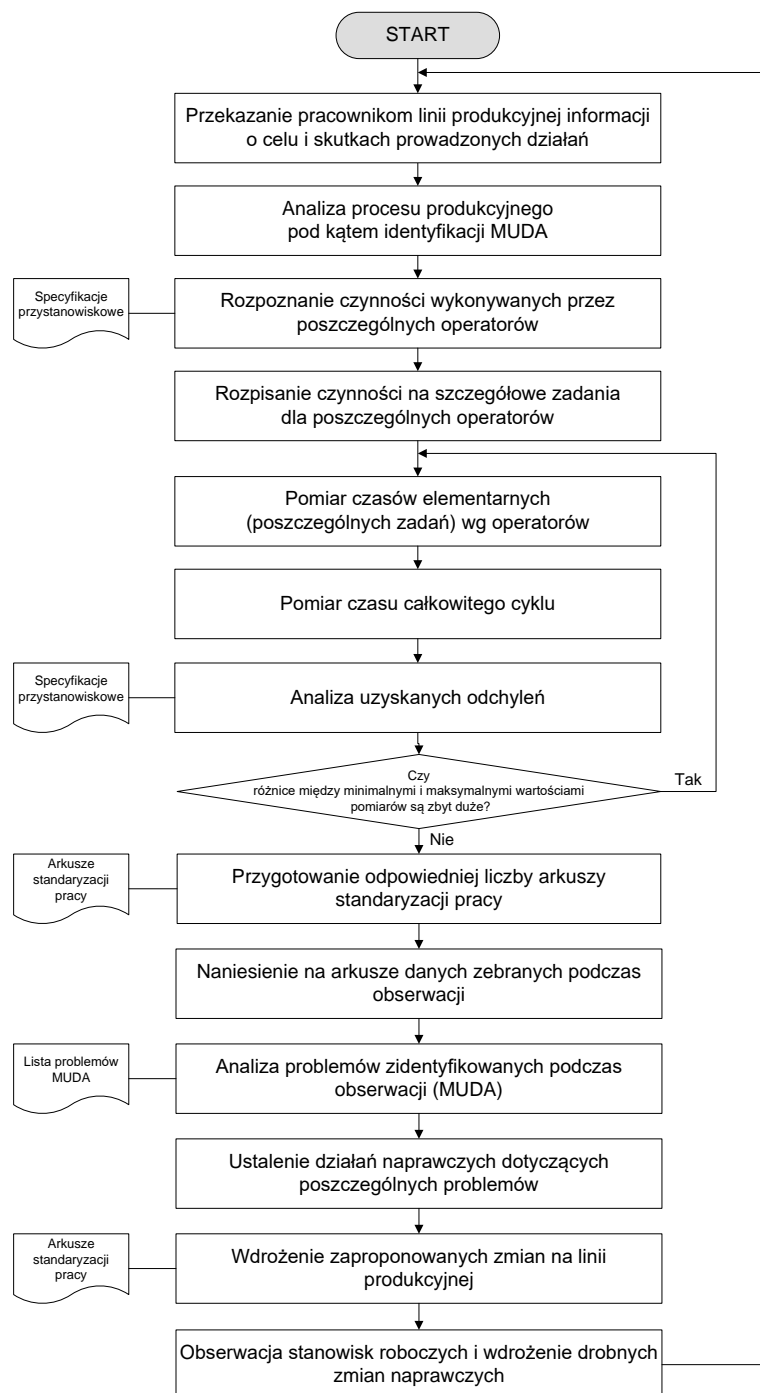 START
Przekazanie pracownikom linii produkcyjnej informacji
o celu i skutkach prowadzonych działań
Analiza procesu produkcyjnego
pod kątem identyfikacji MUDA
Specyfikacje
przystanowiskowe
Rozpoznanie czynności wykonywanych przez
poszczególnych operatorów
Rozpisanie czynności na szczegółowe zadania
dla poszczególnych operatorów
Pomiar czasów elementarnych
(poszczególnych zadań) wg operatorów
Pomiar czasu całkowitego cyklu
Specyfikacje
przystanowiskowe
Analiza uzyskanych odchyleń
Czy
różnice między minimalnymi i maksymalnymi wartościami
pomiarów są zbyt duże?
Tak
Nie
Arkusze
standaryzacji
pracy
Przygotowanie odpowiedniej liczby arkuszy
standaryzacji pracy
Naniesienie na arkusze danych zebranych podczas
obserwacji
Lista problemów
MUDA
Analiza problemów zidentyfikowanych podczas
obserwacji (MUDA)
Ustalenie działań naprawczych dotyczących
poszczególnych problemów
Arkusze
standaryzacji
pracy
Wdrożenie zaproponowanych zmian na linii
produkcyjnej
Obserwacja stanowisk roboczych i wdrożenie drobnych
zmian naprawczych